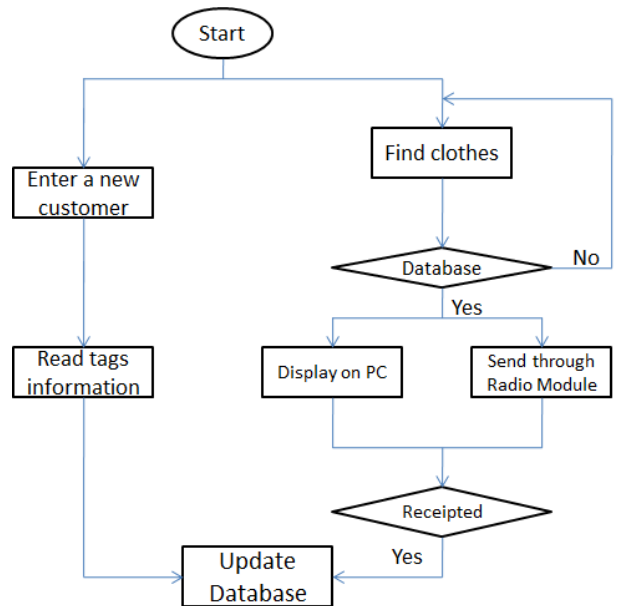 Start
Find clothes
Enter a new
customer
Database
No
Yes
Read tags
information
Display on PC
Send through
Radio Module
Receipted
Yes
Update
Database